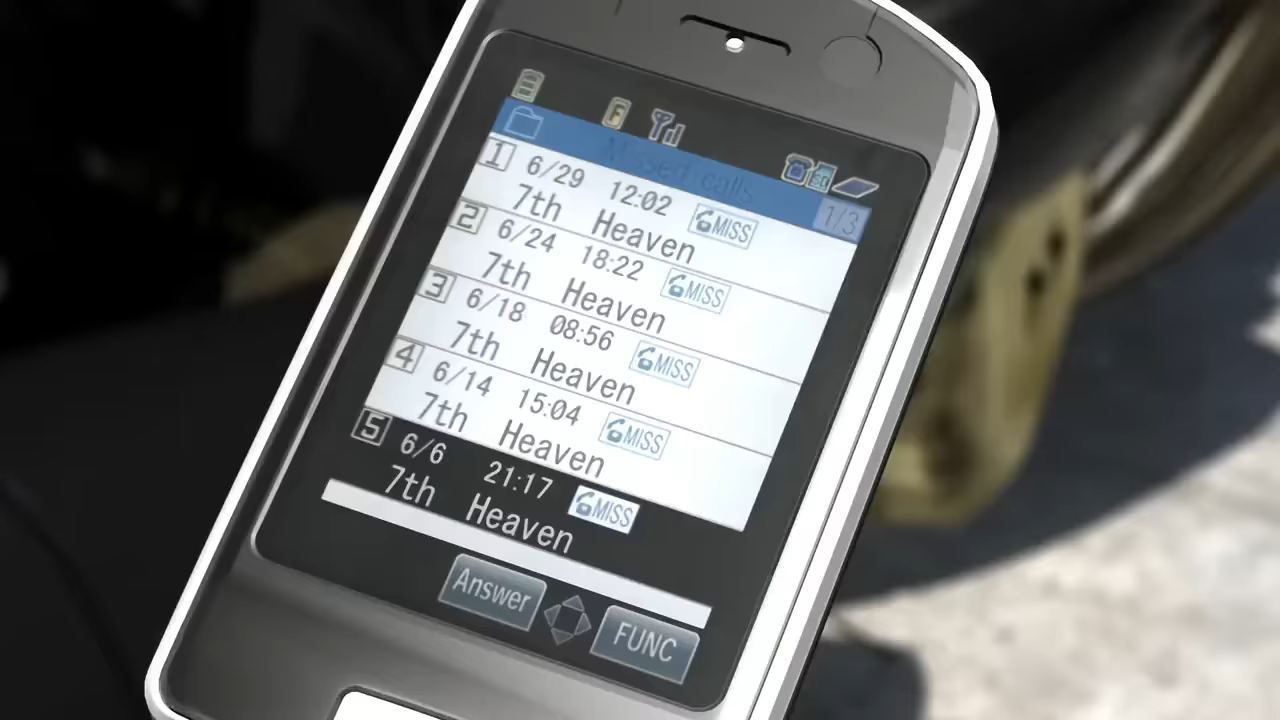 Missed calls 1/3
1 6/29 12:02 MISS
7th Heaven
2 6/24 18:22 MISS
7th Heaven
3 6/18 08:56 MISS
7th Heaven
4 6/14 15:04 MISS
7th Heaven
5 6/6 21:17 MISS
7th Heaven
Answer FUNC